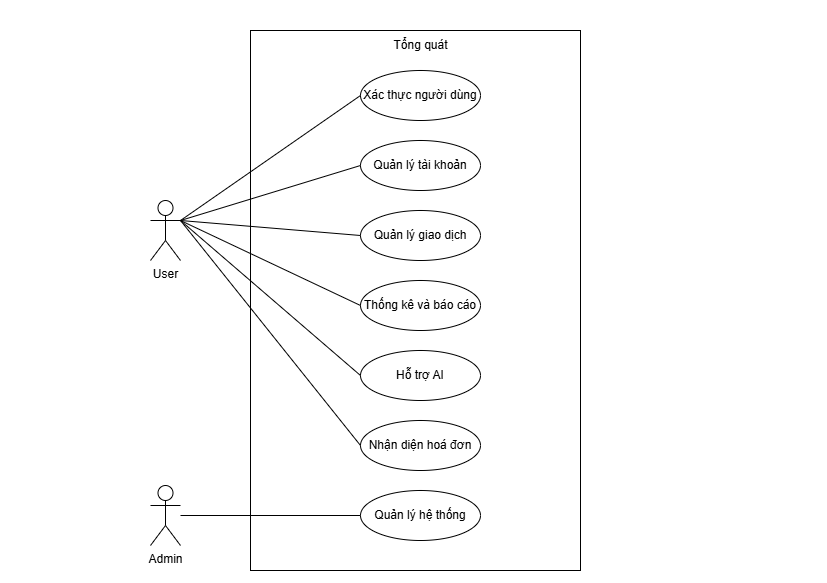 Tổng quát
Xác thực người dùng
Quản lý tài khoản
Quản lý giao dịch
User
Thống kê và báo cáo
Hỗ trợ AI
Nhận diện hoá đơn
Quản lý hệ thống
Admin